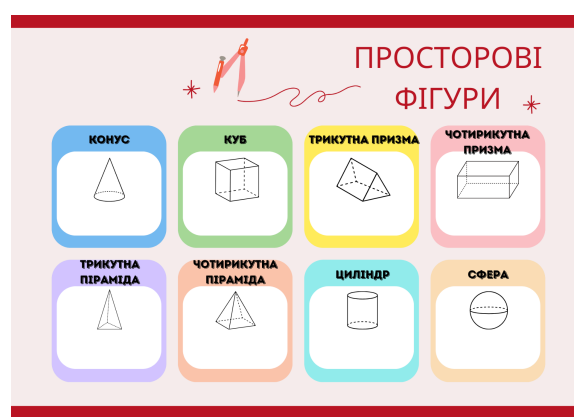 ПРОСТОРОВІ
ФІГУРИ
КОНУС
КУБ
ТРИКУТНА ПРИЗМА
ЧОТИРИКУТНА
ПРИЗМА
ТРИКУТНА
ПІРАМІДА
ЧОТИРИКУТНА
ПІРАМІДА
ЦИЛІНДР
СФЕРА